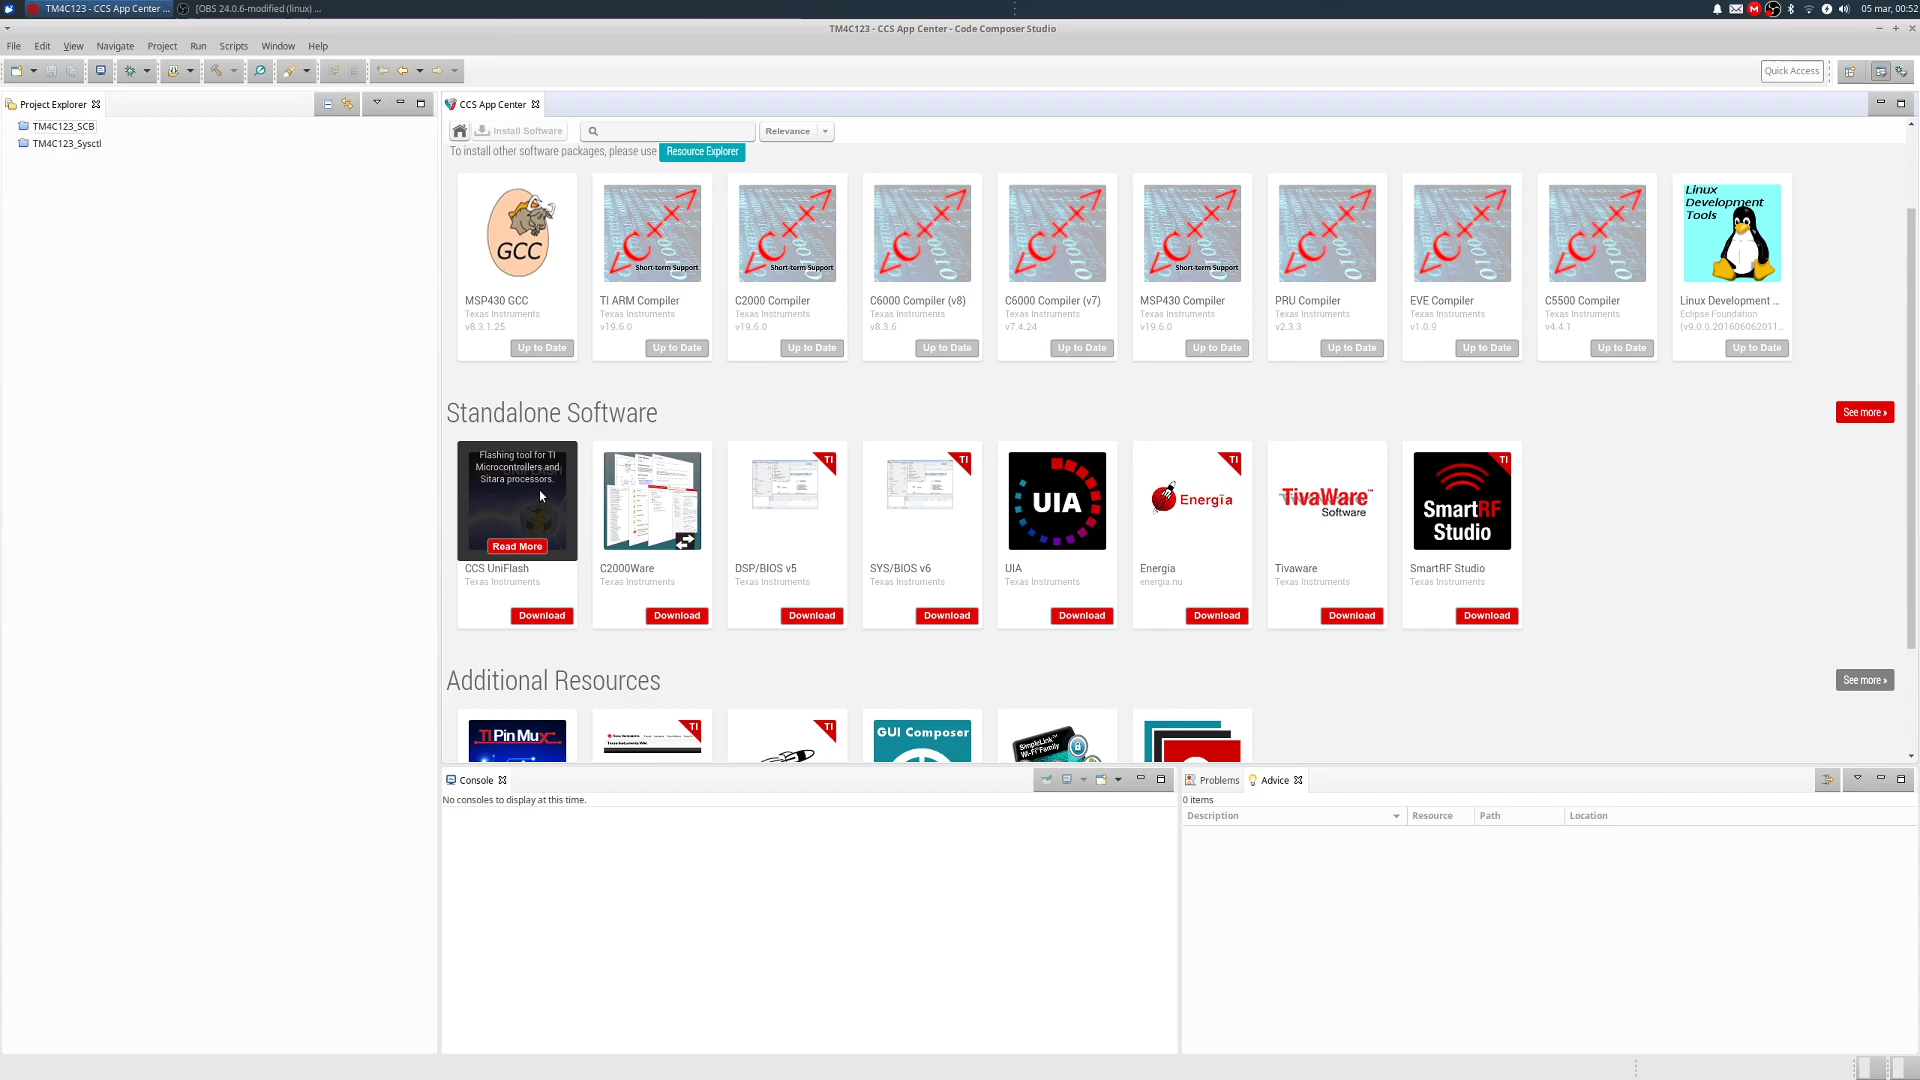 TM4C123 - CCS App Center ...
[OBS 24.0.6-modified (linux) ...
05 mar, 00:52
TM4C123 - CCS App Center - Code Composer Studio
File Edit View Navigate Project Run Scripts Window Help
Quick Access
Project Explorer
TM4C123_SCB
TM4C123_Sysctl
CCS App Center
Install Software
Relevance
To install other software packages, please use Resource Explorer
GCC
MSP430 GCC
Texas Instruments
v8.3.1.25
Up to Date
Short-term Support
TI ARM Compiler
Texas Instruments
v19.6.0
Up to Date
Short-term Support
C2000 Compiler
Texas Instruments
v19.6.0
Up to Date
C6000 Compiler (v8)
Texas Instruments
v8.3.6
Up to Date
C6000 Compiler (v7)
Texas Instruments
v7.4.24
Up to Date
Short-term Support
MSP430 Compiler
Texas Instruments
v19.6.0
Up to Date
PRU Compiler
Texas Instruments
v2.3.3
Up to Date
EVE Compiler
Texas Instruments
v1.0.9
Up to Date
C5500 Compiler
Texas Instruments
v4.4.1
Up to Date
Linux
Development
Tools
Linux Development ...
Eclipse Foundation
(v9.0.0.201606062011...
Up to Date
Standalone Software
See more »
Flashing tool for TI
Microcontrollers and
Sitara processors.
Read More
CCS UniFlash
Texas Instruments
Download
C2000Ware
Texas Instruments
Download
TI
DSP/BIOS v5
Texas Instruments
Download
TI
SYS/BIOS v6
Texas Instruments
Download
UIA
UIA
Texas Instruments
Download
TI
Energïa
Energia
energia.nu
Download
TivaWare™
Software
Tivaware
Texas Instruments
Download
TI
SmartRF
Studio
SmartRF Studio
Texas Instruments
Download
Additional Resources
See more »
TI Pin Mux
TI
TI
GUI Composer
SimpleLink™
Wi-Fi® Family
Console
No consoles to display at this time.
Problems
Advice
0 items
Description Resource Path Location